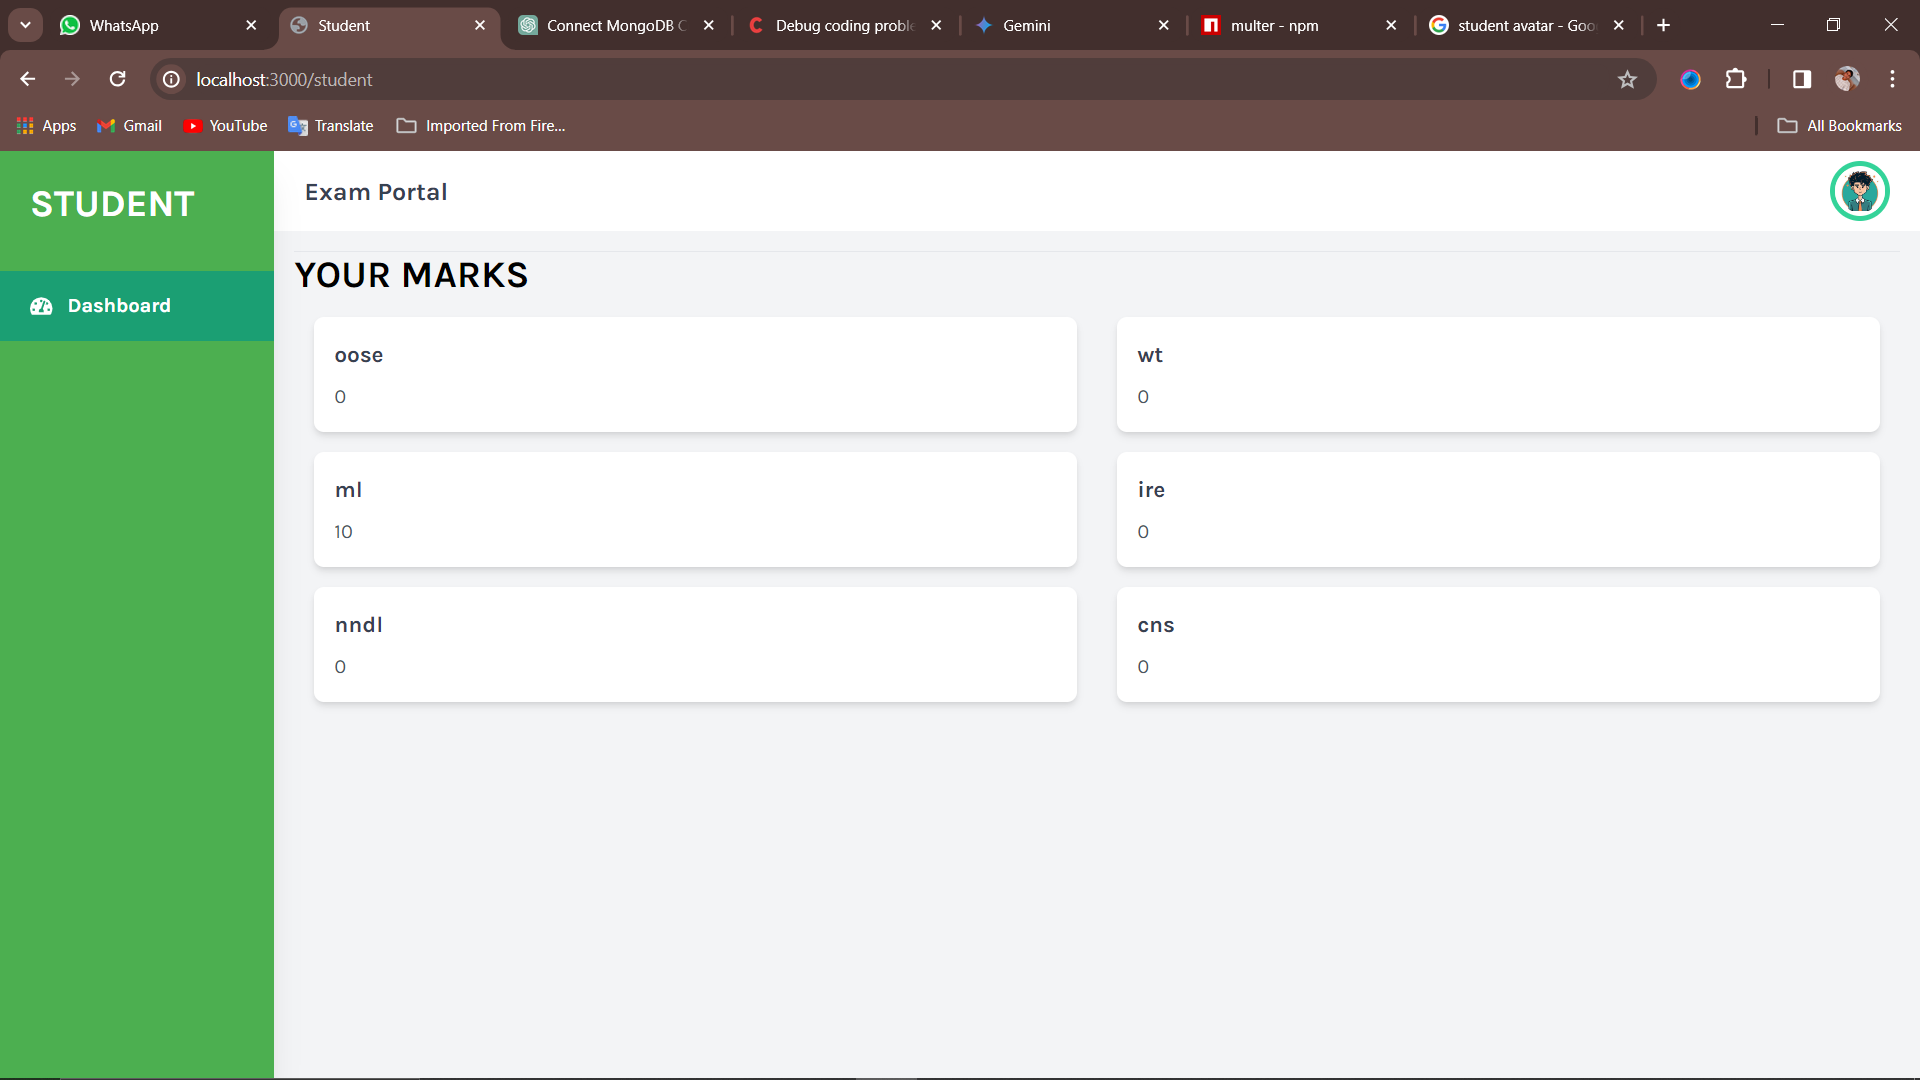 WhatsApp
Student
Connect MongoDB C
Debug coding proble
Gemini
multer - npm
student avatar - Goo
localhost:3000/student
Apps
Gmail
YouTube
Translate
Imported From Fire...
All Bookmarks
STUDENT
Exam Portal
Dashboard
YOUR MARKS
oose
0
wt
0
ml
10
ire
0
nndl
0
cns
0